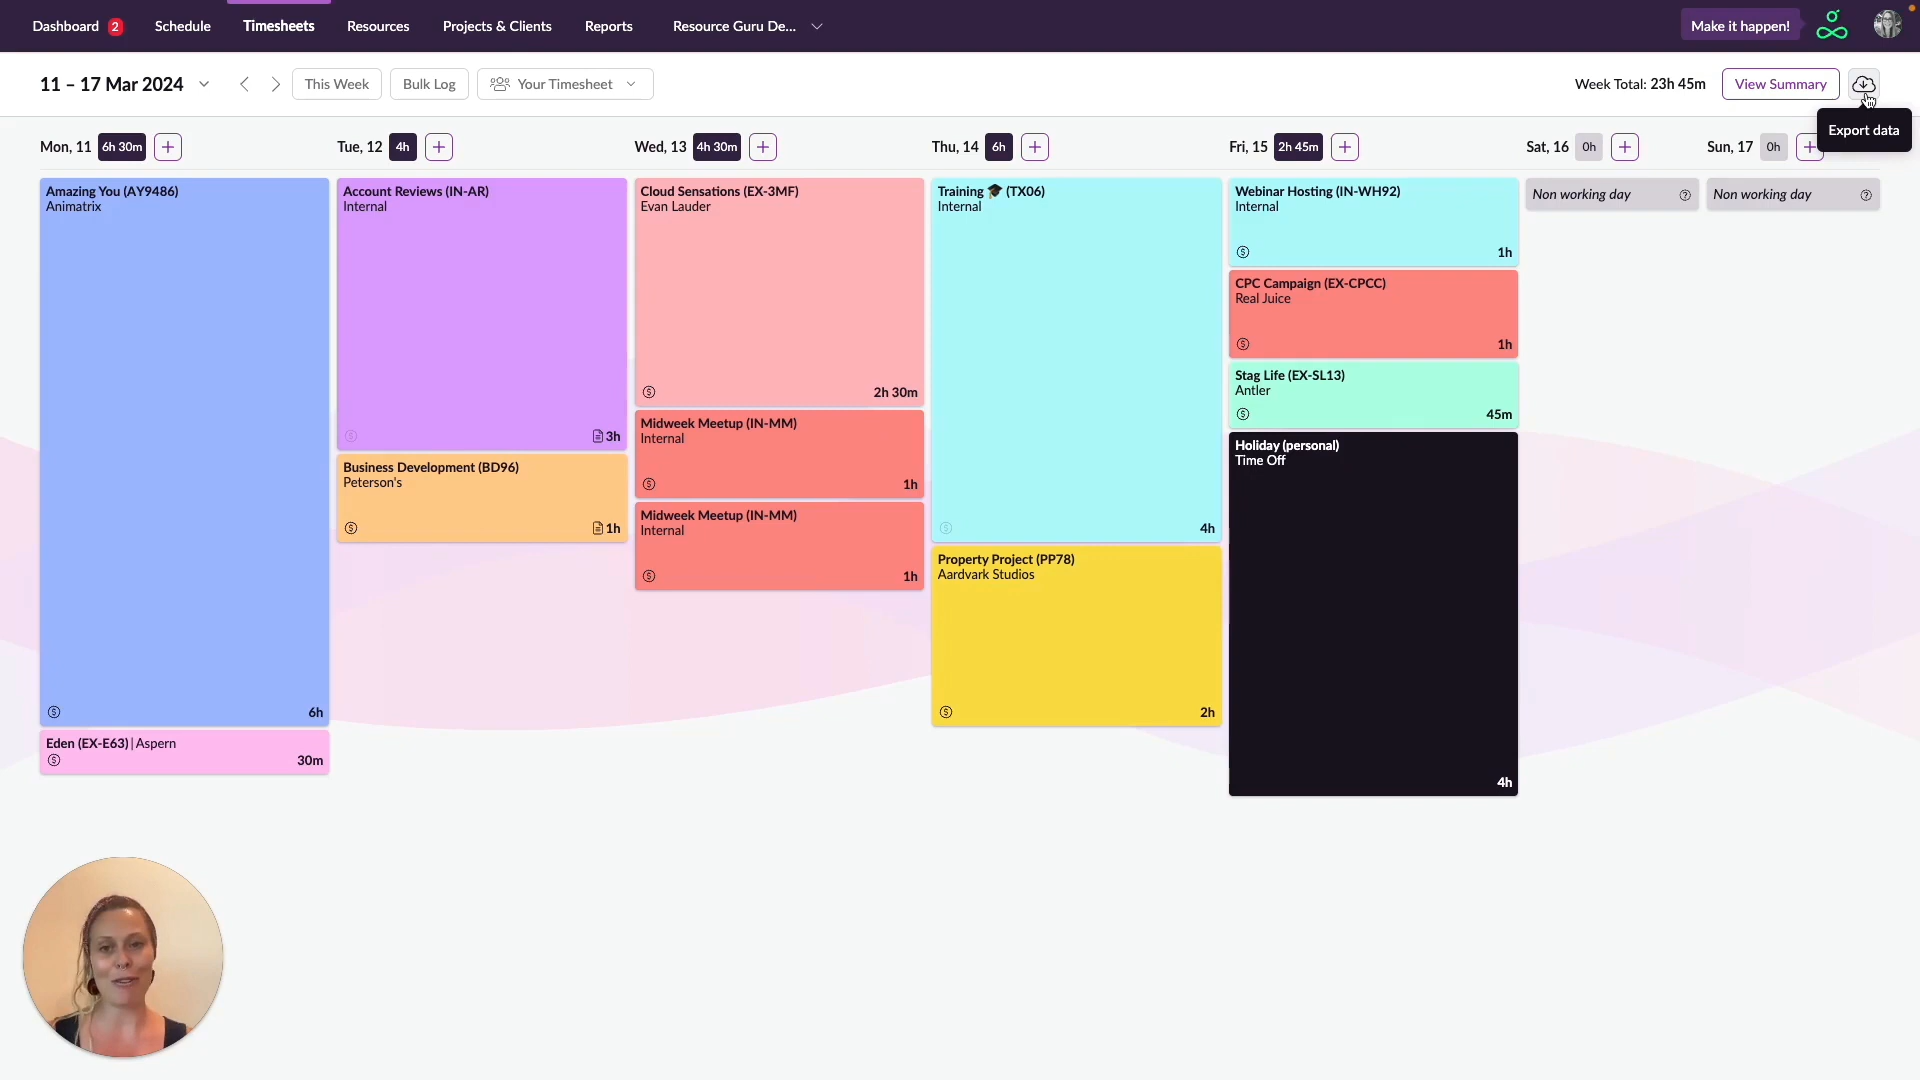 Dashboard 2 Schedule Timesheets Resources Projects & Clients Reports Resource Guru De... Make it happen!
11 – 17 Mar 2024 This Week Bulk Log Your Timesheet Week Total: 23h 45m View Summary
Export data
Mon, 11 6h 30m + Tue, 12 4h + Wed, 13 4h 30m + Thu, 14 6h + Fri, 15 2h 45m + Sat, 16 0h + Sun, 17 0h +
Amazing You (AY9486)
Animatrix
6h
Eden (EX-E63) | Aspern
30m
Account Reviews (IN-AR)
Internal
3h
Business Development (BD96)
Peterson's
1h
Cloud Sensations (EX-3MF)
Evan Lauder
2h 30m
Midweek Meetup (IN-MM)
Internal
1h
Midweek Meetup (IN-MM)
Internal
1h
Training 🎓 (TX06)
Internal
4h
Property Project (PP78)
Aardvark Studios
2h
Webinar Hosting (IN-WH92)
Internal
1h
CPC Campaign (EX-CPCC)
Real Juice
1h
Stag Life (EX-SL13)
Antler
45m
Holiday (personal)
Time Off
4h
Non working day
Non working day